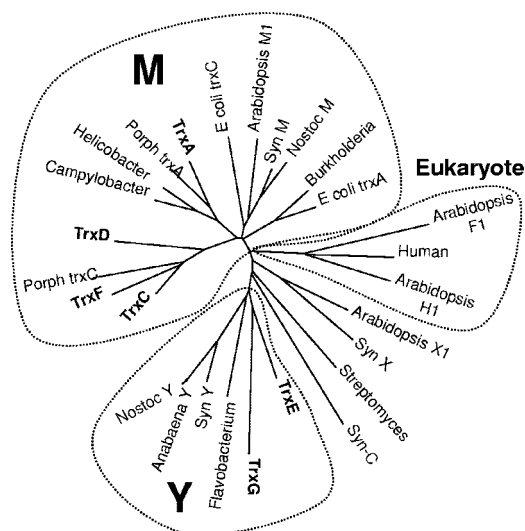 M
E coli trxC
Arabidopsis M1
Syn M
Nostoc M
Burkholderia
E coli trxA
TrxA
Porph trxA
Helicobacter
Campylobacter
TrxD
Porph trxC
TrxF
TrxC
Eukaryote
Arabidopsis
F1
Human
Arabidopsis
H1
Arabidopsis X1
Syn X
Streptomyces
Syn-C
TrxE
TrxG
Flavobacterium
Syn Y
Anabaena Y
Nostoc Y
Y